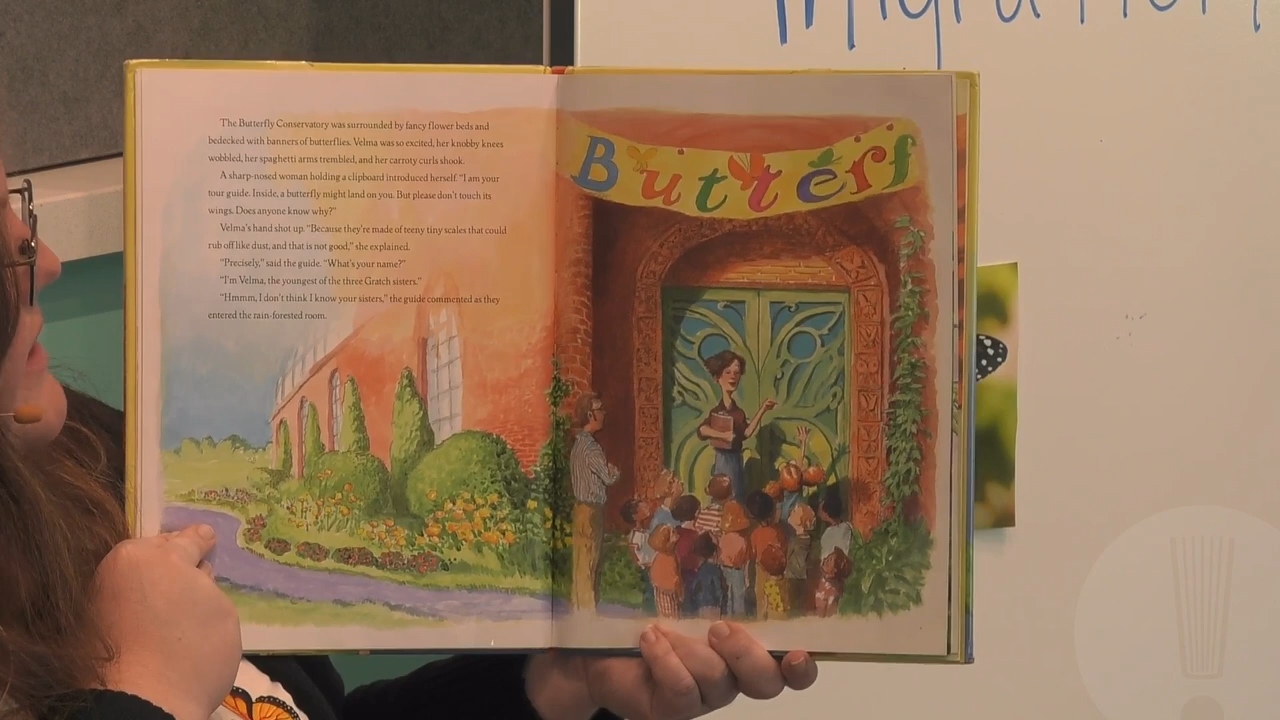 migration
The Butterfly Conservatory was surrounded by fancy flower beds and
bedecked with banners of butterflies. Velma was so excited, her knobby knees
wobbled, her spaghetti arms trembled, and her carroty curls shook.
A sharp-nosed woman holding a clipboard introduced herself. "I am your
tour guide. Inside, a butterfly might land on you. But please don't touch its
wings. Does anyone know why?"
Velma's hand shot up. "Because they're made of teeny tiny scales that could
rub off like dust, and that is not good," she explained.
"Precisely," said the guide. "What's your name?"
"I'm Velma, the youngest of the three Gratch sisters."
"Hmmm, I don't think I know your sisters," the guide commented as they
entered the rain-forested room.
Butterf